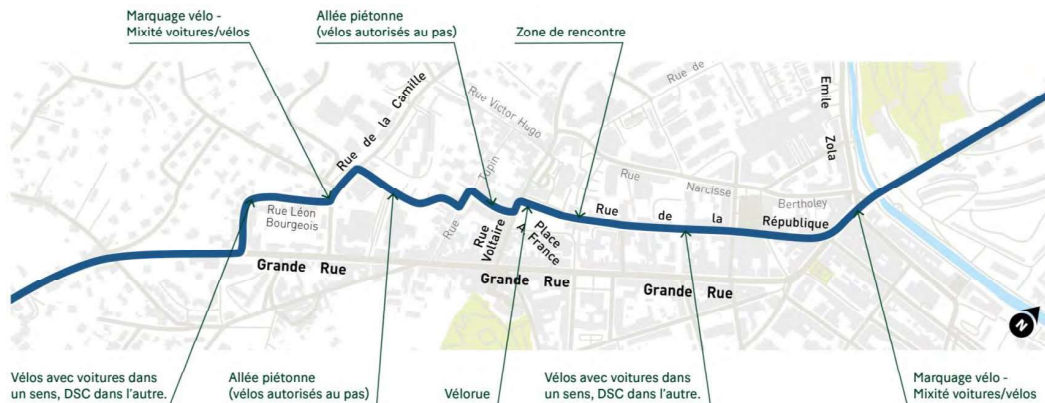 Marquage vélo -
Mixité voitures/vélos
Allée piétonne
(vélos autorisés au pas)
Zone de rencontre
Rue de la Camille
Rue Victor Hugo
Rue de
Emile Zola
Tupin
Rue
Narcisse
Bertholey
Rue Léon
Bourgeois
Rue
Rue
Voltaire
Place
A. France
Rue de la République
Grande Rue
Grande Rue
Grande Rue
N
Vélos avec voitures dans
un sens, DSC dans l'autre.
Allée piétonne
(vélos autorisés au pas)
Vélorue
Vélos avec voitures dans
un sens, DSC dans l'autre.
Marquage vélo -
Mixité voitures/vélos